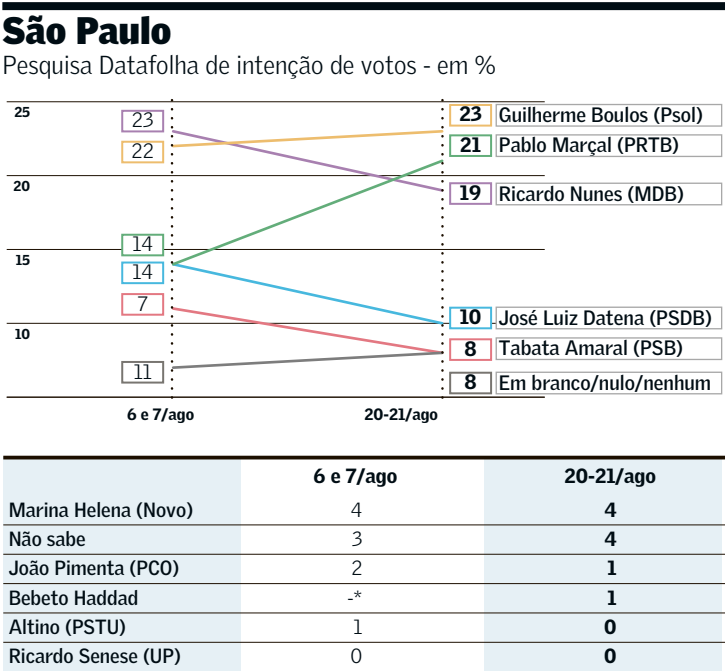 São Paulo
Pesquisa Datafolha de intenção de votos - em %
25
20
15
10
23
22
14
14
7
11
23 Guilherme Boulos (Psol)
21 Pablo Marçal (PRTB)
19 Ricardo Nunes (MDB)
10 José Luiz Datena (PSDB)
8 Tabata Amaral (PSB)
8 Em branco/nulo/nenhum
6 e 7/ago 20-21/ago
6 e 7/ago 20-21/ago
Marina Helena (Novo) 4 4
Não sabe 3 4
João Pimenta (PCO) 2 1
Bebeto Haddad -* 1
Altino (PSTU) 1 0
Ricardo Senese (UP) 0 0